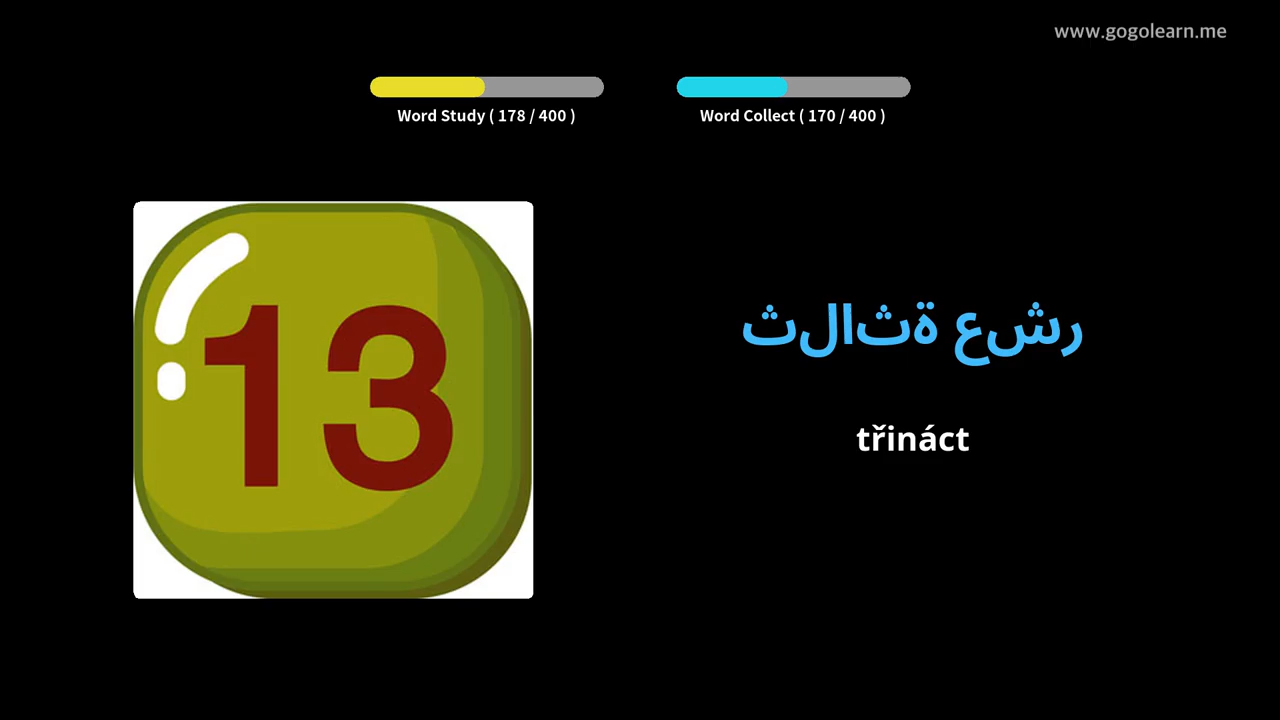 www.gogolearn.me
Word Study ( 178 / 400 )
Word Collect ( 170 / 400 )
13
رشع ةثالث
třináct